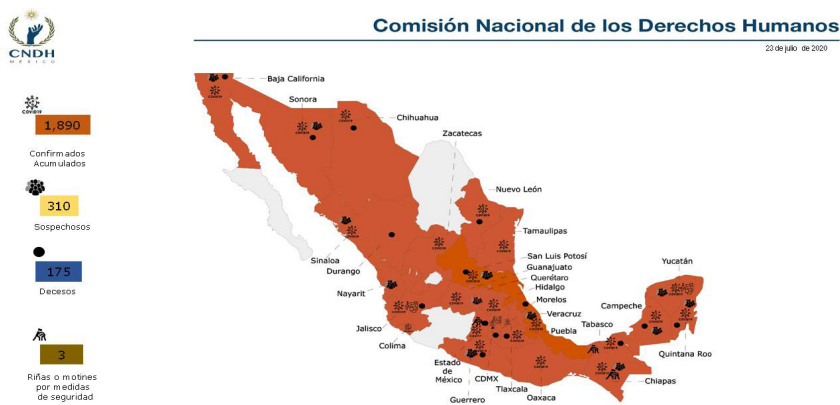 Comisión Nacional de los Derechos Humanos
CNDH
MÉXICO
23 de julio de 2020
COVID19
1,890
Confirmados
Acumulados
310
Sospechosos
175
Decesos
3
Riñas o motines
por medidas
de seguridad
Baja California
Sonora
Chihuahua
Zacatecas
Nuevo León
Tamaulipas
San Luis Potosí
Guanajuato
Querétaro
Hidalgo
Morelos
Veracruz
Puebla
Sinaloa
Durango
Nayarit
Jalisco
Colima
Estado
de
México
CDMX
Guerrero
Tlaxcala
Oaxaca
Yucatán
Campeche
Tabasco
Quintana Roo
Chiapas